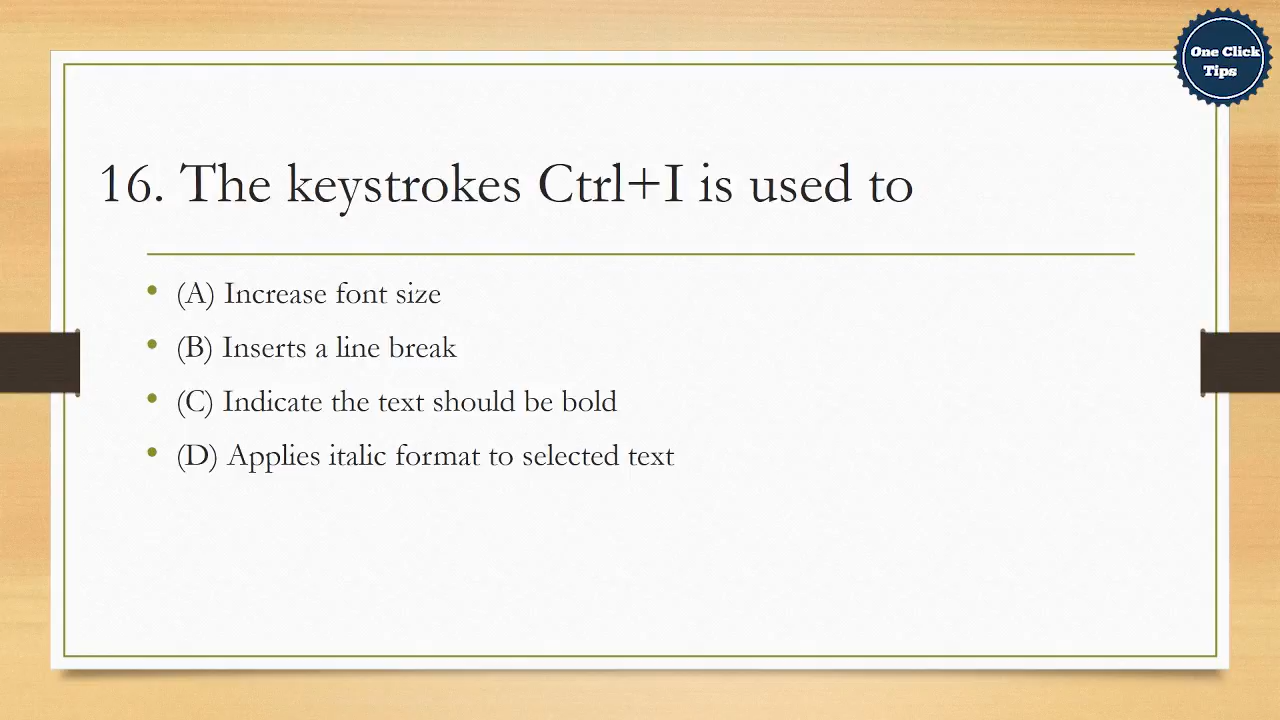 One Click
Tips
16. The keystrokes Ctrl+I is used to
• (A) Increase font size
• (B) Inserts a line break
• (C) Indicate the text should be bold
• (D) Applies italic format to selected text